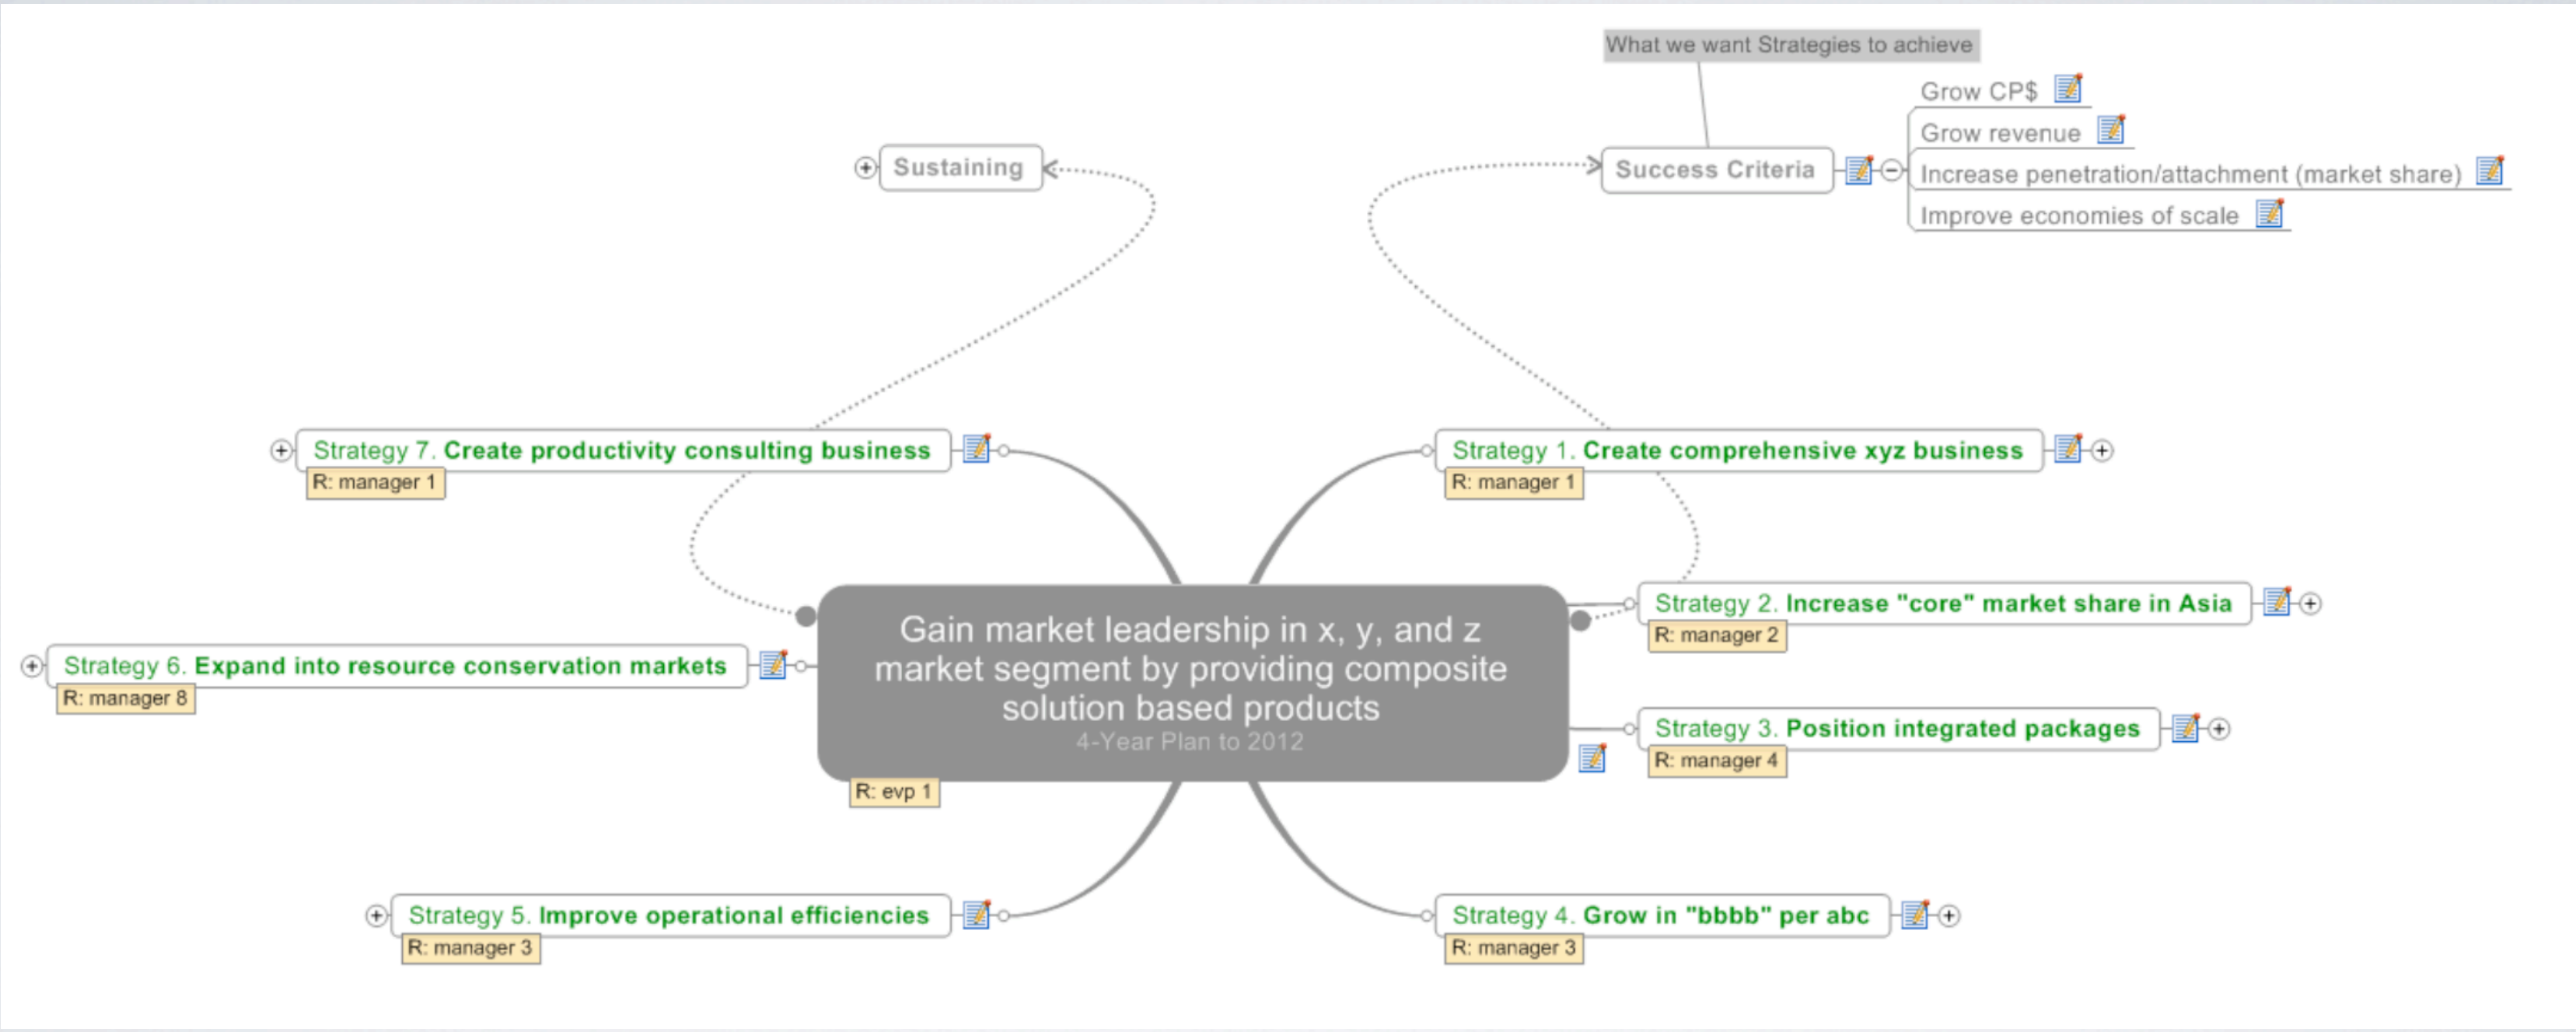 What we want Strategies to achieve
Grow CP$
Grow revenue
Sustaining
Success Criteria
Increase penetration/attachment (market share)
Improve economies of scale
Strategy 7. Create productivity consulting business
R: manager 1
Strategy 1. Create comprehensive xyz business
R: manager 1
Strategy 2. Increase "core" market share in Asia
R: manager 2
Gain market leadership in x, y, and z
market segment by providing composite
solution based products
4-Year Plan to 2012
R: evp 1
Strategy 6. Expand into resource conservation markets
R: manager 8
Strategy 3. Position integrated packages
R: manager 4
Strategy 5. Improve operational efficiencies
R: manager 3
Strategy 4. Grow in "bbbb" per abc
R: manager 3